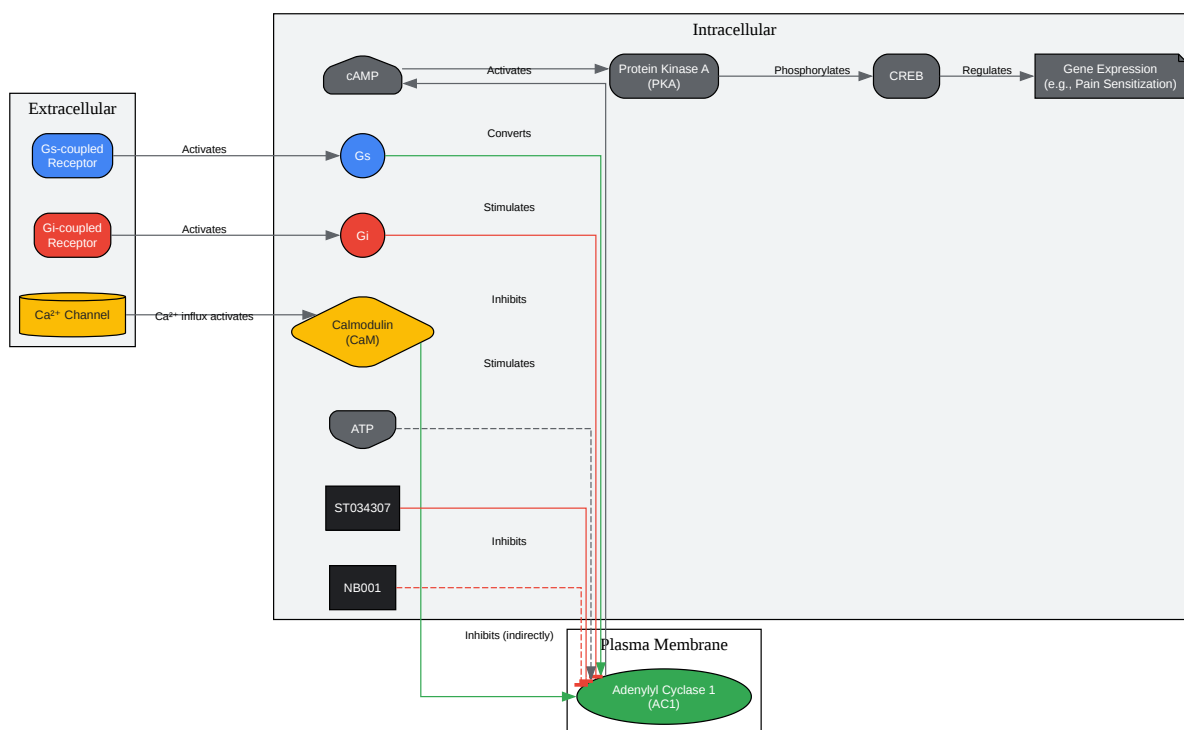 Intracellular
cAMP
Activates
Protein Kinase A
(PKA)
Phosphorylates
CREB
Regulates
Gene Expression
(e.g., Pain Sensitization)
Extracellular
Gs-coupled
Receptor
Activates
Gs
Converts
Gi-coupled
Receptor
Activates
Gi
Stimulates
Ca²⁺ Channel
Ca²⁺ influx activates
Calmodulin
(CaM)
Inhibits
Stimulates
ATP
ST034307
Inhibits
NB001
Inhibits (indirectly)
Plasma Membrane
Adenylyl Cyclase 1
(AC1)